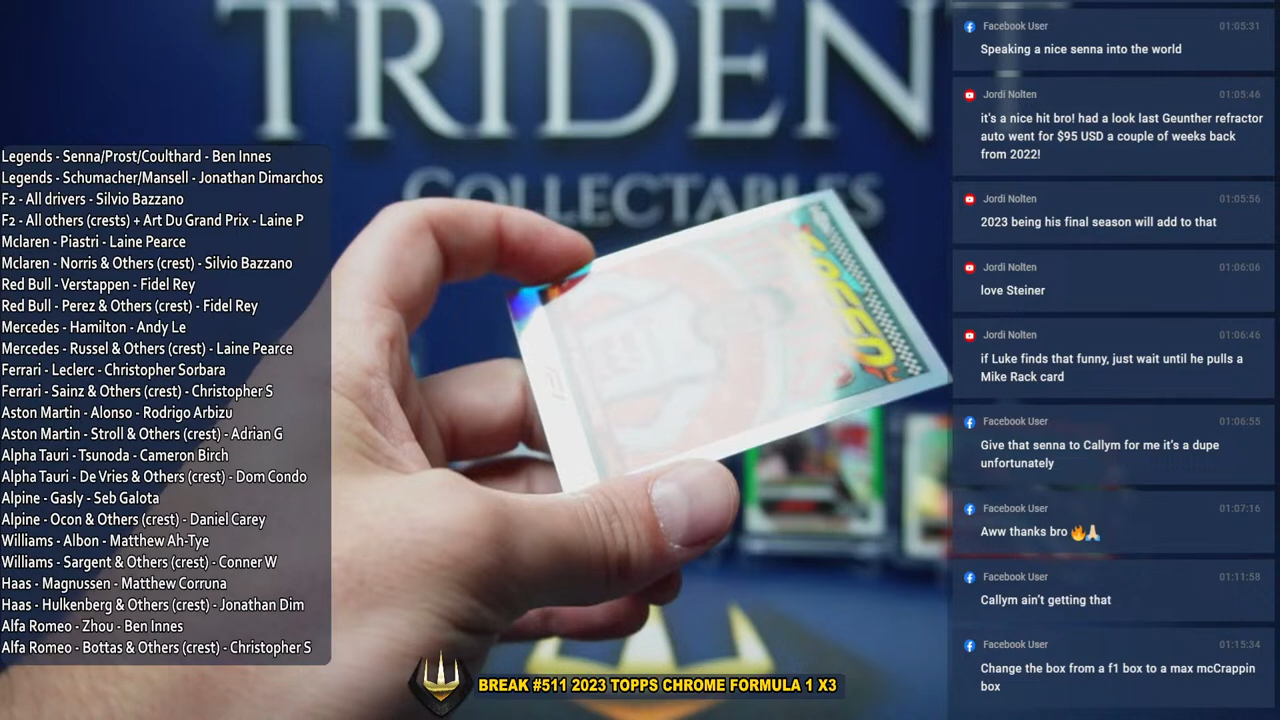 TRIDENT
COLLECTABLES
Legends - Senna/Prost/Coulthard - Ben Innes
Legends - Schumacher/Mansell - Jonathan Dimarchos
F2 - All drivers - Silvio Bazzano
F2 - All others (crests) + Art Du Grand Prix - Laine P
Mclaren - Piastri - Laine Pearce
Mclaren - Norris & Others (crest) - Silvio Bazzano
Red Bull - Verstappen - Fidel Rey
Red Bull - Perez & Others (crest) - Fidel Rey
Mercedes - Hamilton - Andy Le
Mercedes - Russel & Others (crest) - Laine Pearce
Ferrari - Leclerc - Christopher Sorbara
Ferrari - Sainz & Others (crest) - Christopher S
Aston Martin - Alonso - Rodrigo Arbizu
Aston Martin - Stroll & Others (crest) - Adrian G
Alpha Tauri - Tsunoda - Cameron Birch
Alpha Tauri - De Vries & Others (crest) - Dom Condo
Alpine - Gasly - Seb Galota
Alpine - Ocon & Others (crest) - Daniel Carey
Williams - Albon - Matthew Ah-Tye
Williams - Sargent & Others (crest) - Conner W
Haas - Magnussen - Matthew Corruna
Haas - Hulkenberg & Others (crest) - Jonathan Dim
Alfa Romeo - Zhou - Ben Innes
Alfa Romeo - Bottas & Others (crest) - Christopher S
BREAK #511 2023 TOPPS CHROME FORMULA 1 X3
Facebook User 01:05:31
Speaking a nice senna into the world
Jordi Nolten 01:05:46
it's a nice hit bro! had a look last Geunther refractor
auto went for $95 USD a couple of weeks back
from 2022!
Jordi Nolten 01:05:56
2023 being his final season will add to that
Jordi Nolten 01:06:06
love Steiner
Jordi Nolten 01:06:46
if Luke finds that funny, just wait until he pulls a
Mike Rack card
Facebook User 01:06:55
Give that senna to Callym for me it's a dupe
unfortunately
Facebook User 01:07:16
Aww thanks bro 🔥🙏🏼
Facebook User 01:11:58
Callym ain't getting that
Facebook User 01:15:34
Change the box from a f1 box to a max mcCrappin
box